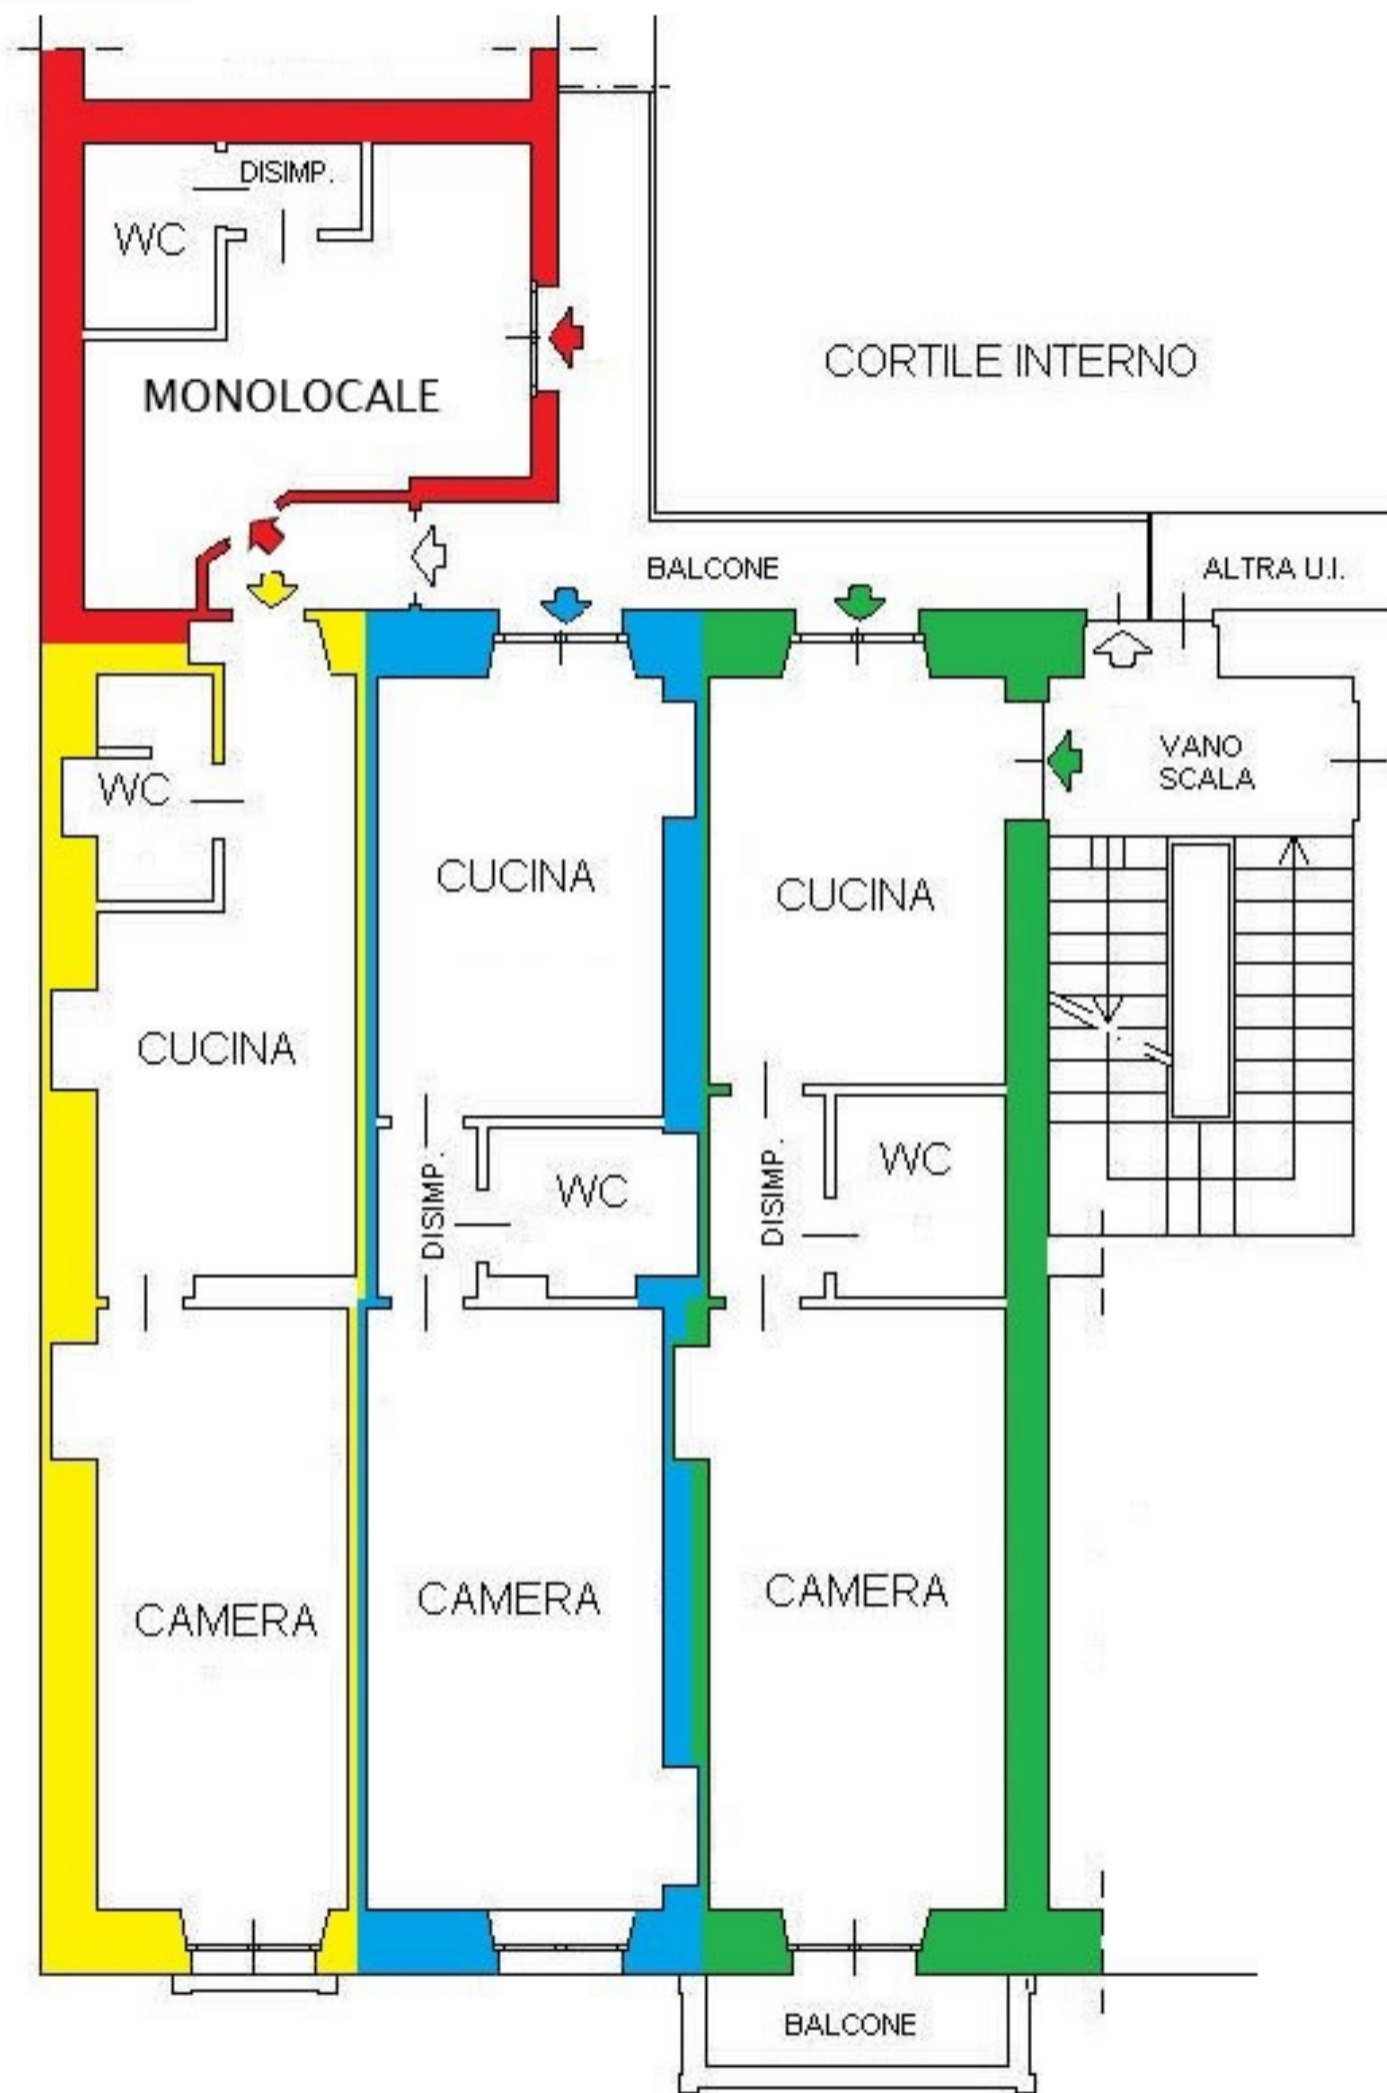 DISIMP.
WC
CORTILE INTERNO
MONOLOCALE
BALCONE
ALTRA U.I.
VANO
SCALA
WC
CUCINA
CUCINA
CUCINA
DISIMP.
WC
DISIMP.
WC
CAMERA
CAMERA
CAMERA
BALCONE